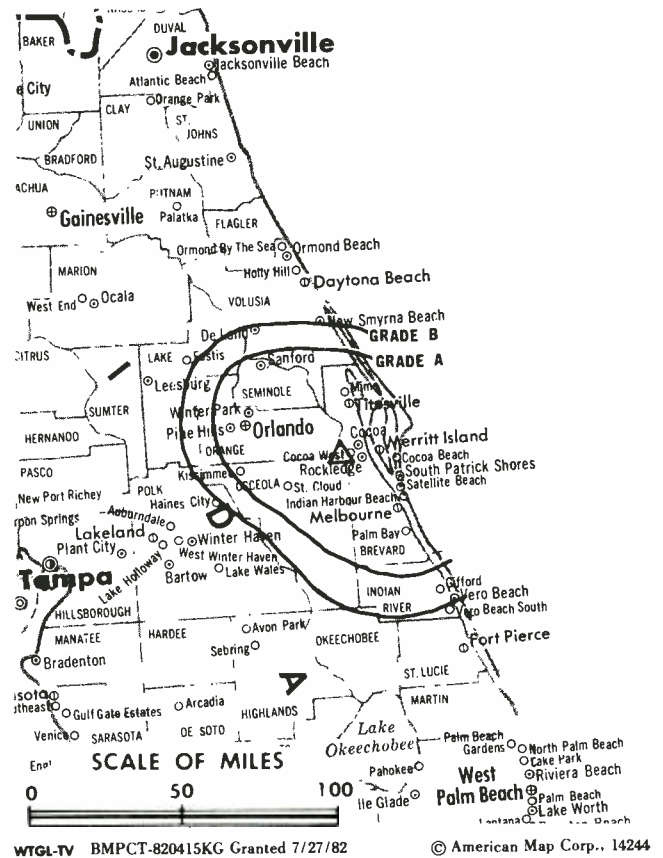 DUVAL
BAKER
Jacksonville
Jacksonville Beach
Atlantic Beach
City
Orange Park
CLAY
ST.
JOHNS
UNION
BRADFORD
St. Augustine
ACHUA
PUTNAM
Gainesville
Palatka
FLAGLER
Ormond By The Sea
Ormond Beach
MARION
Holly Hill
Daytona Beach
West End
Ocala
VOLUSIA
New Smyrna Beach
De Land
GRADE B
CITRUS
LAKE
Eustis
Sanford
GRADE A
Leesburg
SEMINOLE
Mims
Titusville
SUMTER
Winter Park
Pine Hills
Orlando
HERNANDO
ORANGE
Cocoa
Merritt Island
Cocoa West
Cocoa Beach
PASCO
Rockledge
South Patrick Shores
Kissimmee
OSCEOLA
St. Cloud
Satellite Beach
New Port Richey
POLK
Haines City
Indian Harbour Beach
Melbourne
rpon Springs
Auburndale
Lakeland
Winter Haven
Palm Bay
Plant City
West Winter Haven
BREVARD
Tampa
Lake Holloway
Bartow
Lake Wales
Gifford
INDIAN
RIVER
Vero Beach
Vero Beach South
HILLSBOROUGH
MANATEE
HARDEE
Avon Park
OKEECHOBEE
Sebring
Fort Pierce
Bradenton
ST. LUCIE
MARTIN
asota
utheast
Gulf Gate Estates
Arcadia
HIGHLANDS
Venice
SARASOTA
DE SOTO
Lake
Okeechobee
Palm Beach
Gardens
North Palm Beach
Lake Park
Pahokee
West
Palm Beach
Riviera Beach
lle Glade
Palm Beach
Lake Worth
Lantana
SCALE OF MILES
0 50 100
WTGL-TV BMPCT-820415KG Granted 7/27/82
© American Map Corp., 14244